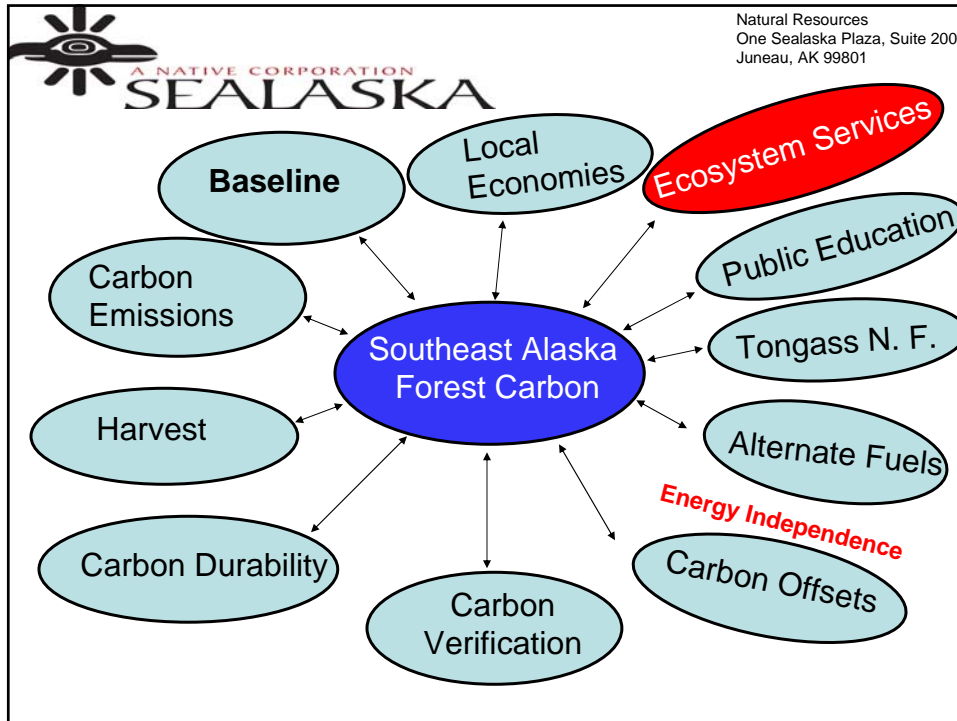 A NATIVE CORPORATION
SEALASKA
Natural Resources
One Sealaska Plaza, Suite 200
Juneau, AK 99801
Baseline
Local
Economies
Ecosystem Services
Public Education
Carbon
Emissions
Southeast Alaska
Forest Carbon
Tongass N. F.
Harvest
Alternate Fuels
Energy Independence
Carbon Durability
Carbon
Verification
Carbon Offsets